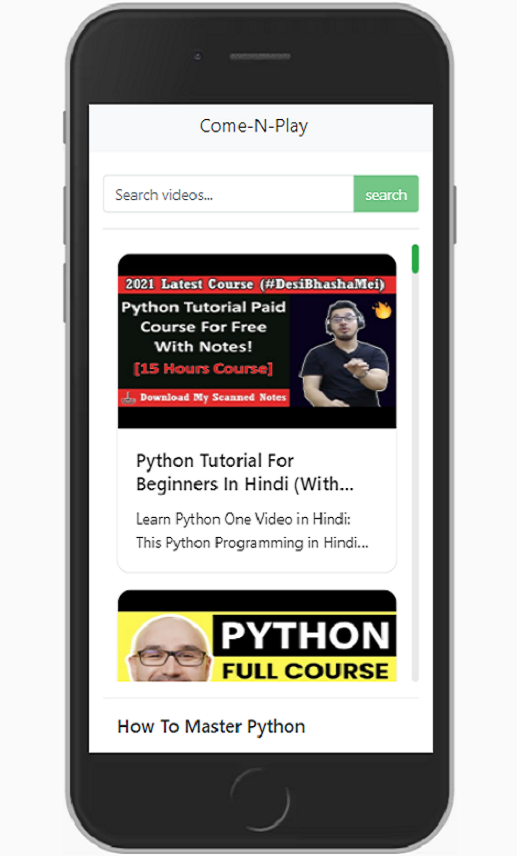 Come-N-Play
Search videos...
search
2021 Latest Course (#DesiBhashaMei)
Python Tutorial Paid
Course For Free
With Notes!
[15 Hours Course]
Download My Scanned Notes
Python Tutorial For
Beginners In Hindi (With...
Learn Python One Video in Hindi:
This Python Programming in Hindi...
PYTHON
FULL COURSE
How To Master Python